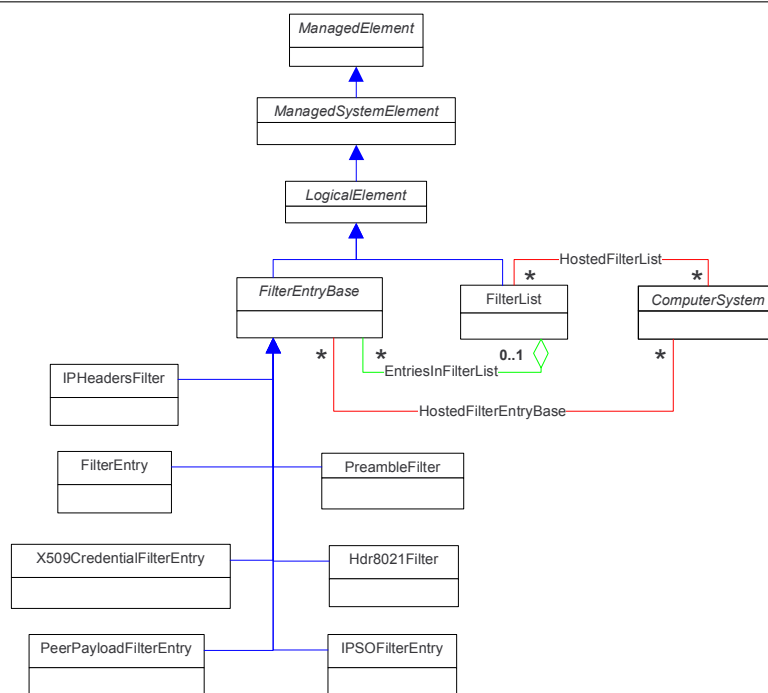 ManagedElement
ManagedSystemElement
LogicalElement
HostedFilterList
* *
FilterEntryBase
FilterList
ComputerSystem
* * 0..1 *
EntriesInFilterList
IPHeadersFilter
HostedFilterEntryBase
FilterEntry
PreambleFilter
X509CredentialFilterEntry
Hdr8021Filter
PeerPayloadFilterEntry
IPSOFilterEntry